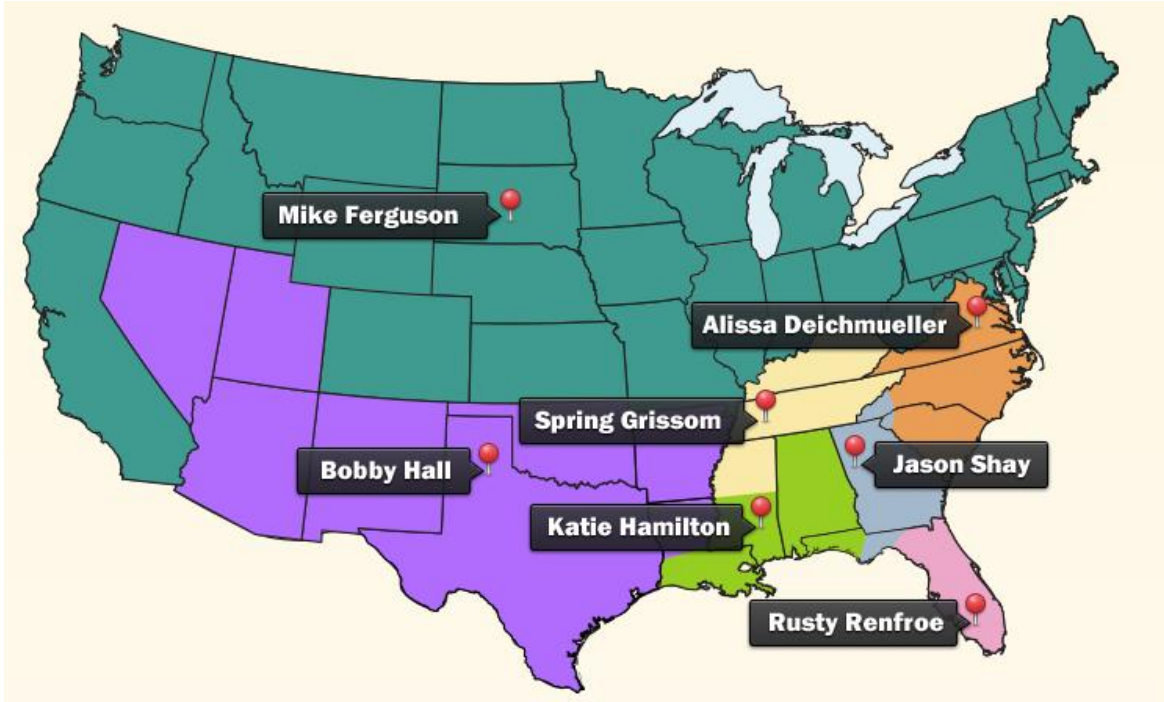 Mike Ferguson
Alissa Deichmueller
Spring Grissom
Bobby Hall
Jason Shay
Katie Hamilton
Rusty Renfroe